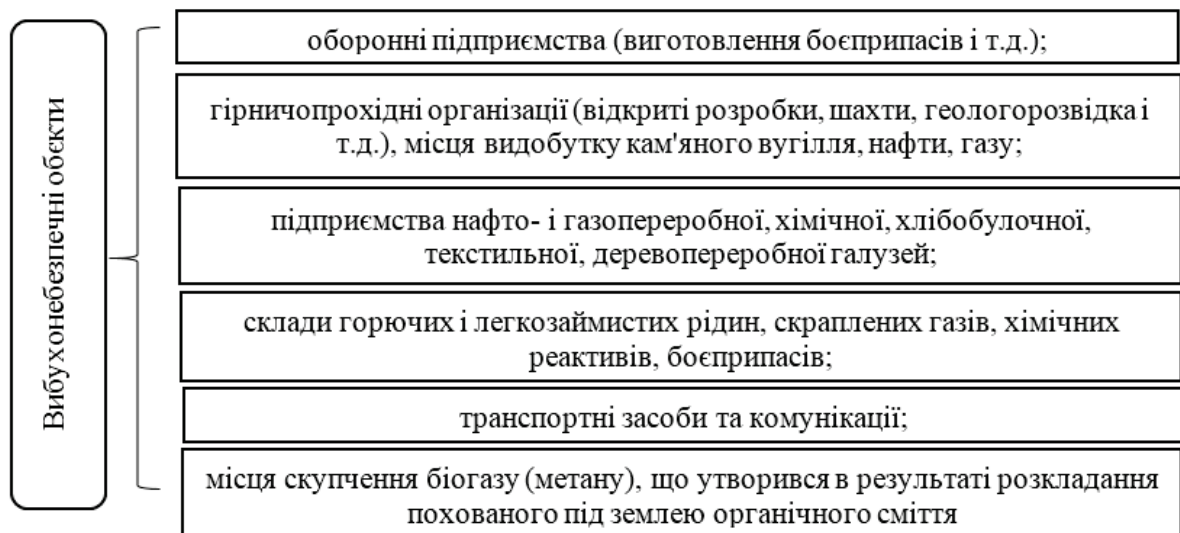 Вибухонебезпечні обєкти
оборонні підприємства (виготовлення боєприпасів і т.д.);
гірничопрохідні організації (відкриті розробки, шахти, геологорозвідка і
т.д.), місця видобутку кам'яного вугілля, нафти, газу;
підприємства нафто- і газопереробної, хімічної, хлібобулочної,
текстильної, деревопереробної галузей;
склади горючих і легкозаймистих рідин, скраплених газів, хімічних
реактивів, боєприпасів;
транспортні засоби та комунікації;
місця скупчення біогазу (метану), що утворився в результаті розкладання
похованого під землею органічного сміття